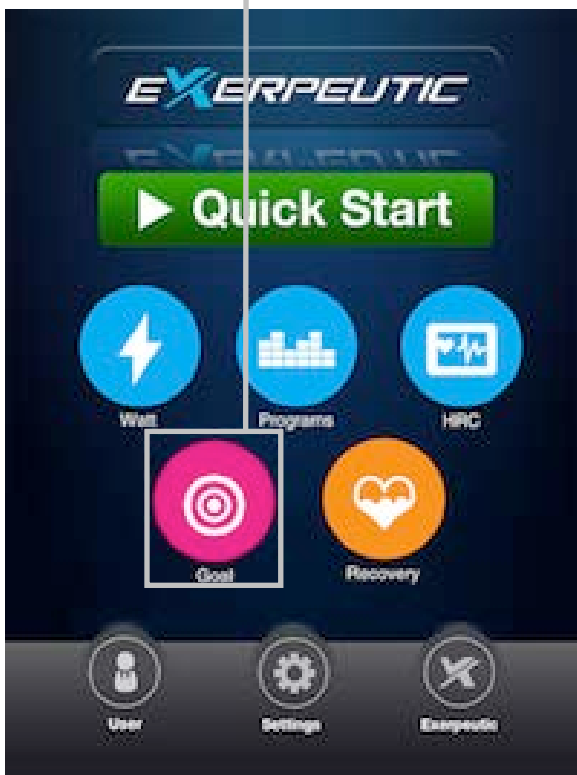 EXERPEUTIC
Quick Start
Watt
Programs
HRC
Goal
Recovery
User
Settings
Exerpeutic